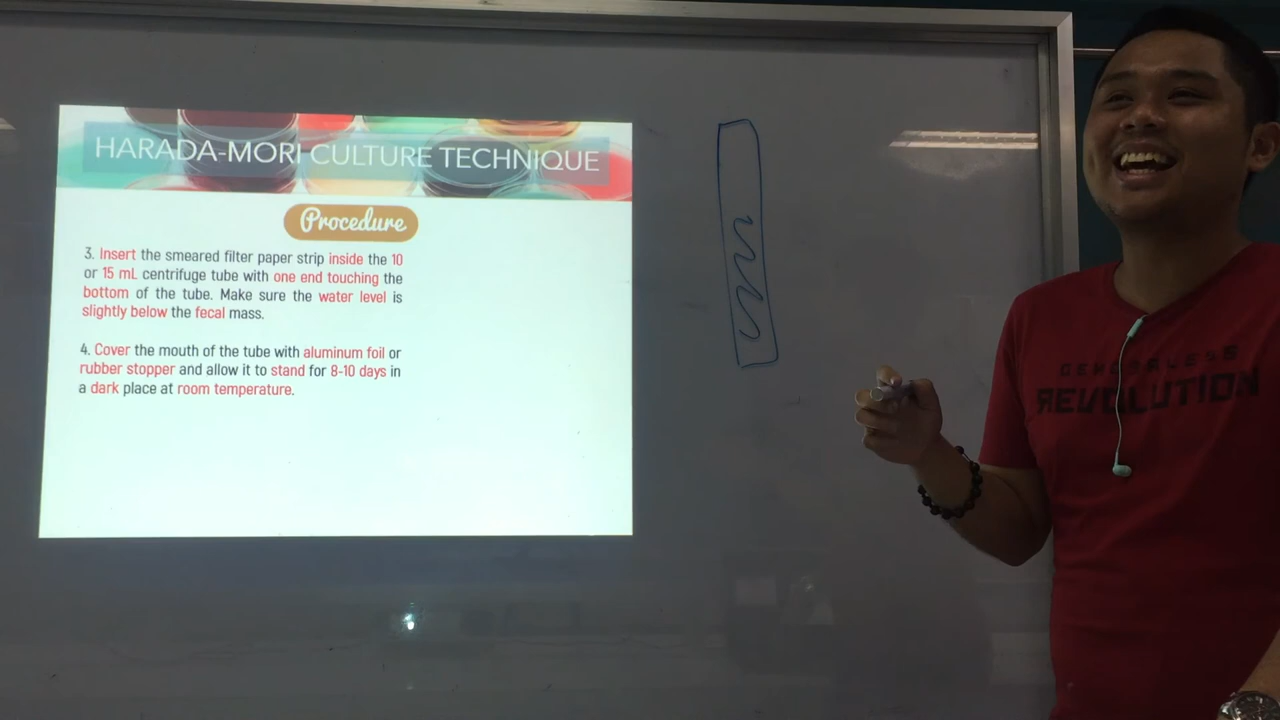 HARADA-MORI CULTURE TECHNIQUE
Procedure
3. Insert the smeared filter paper strip inside the 10
or 15 mL centrifuge tube with one end touching the
bottom of the tube. Make sure the water level is
slightly below the fecal mass.
4. Cover the mouth of the tube with aluminum foil or
rubber stopper and allow it to stand for 8-10 days in
a dark place at room temperature.
REVOLUTION